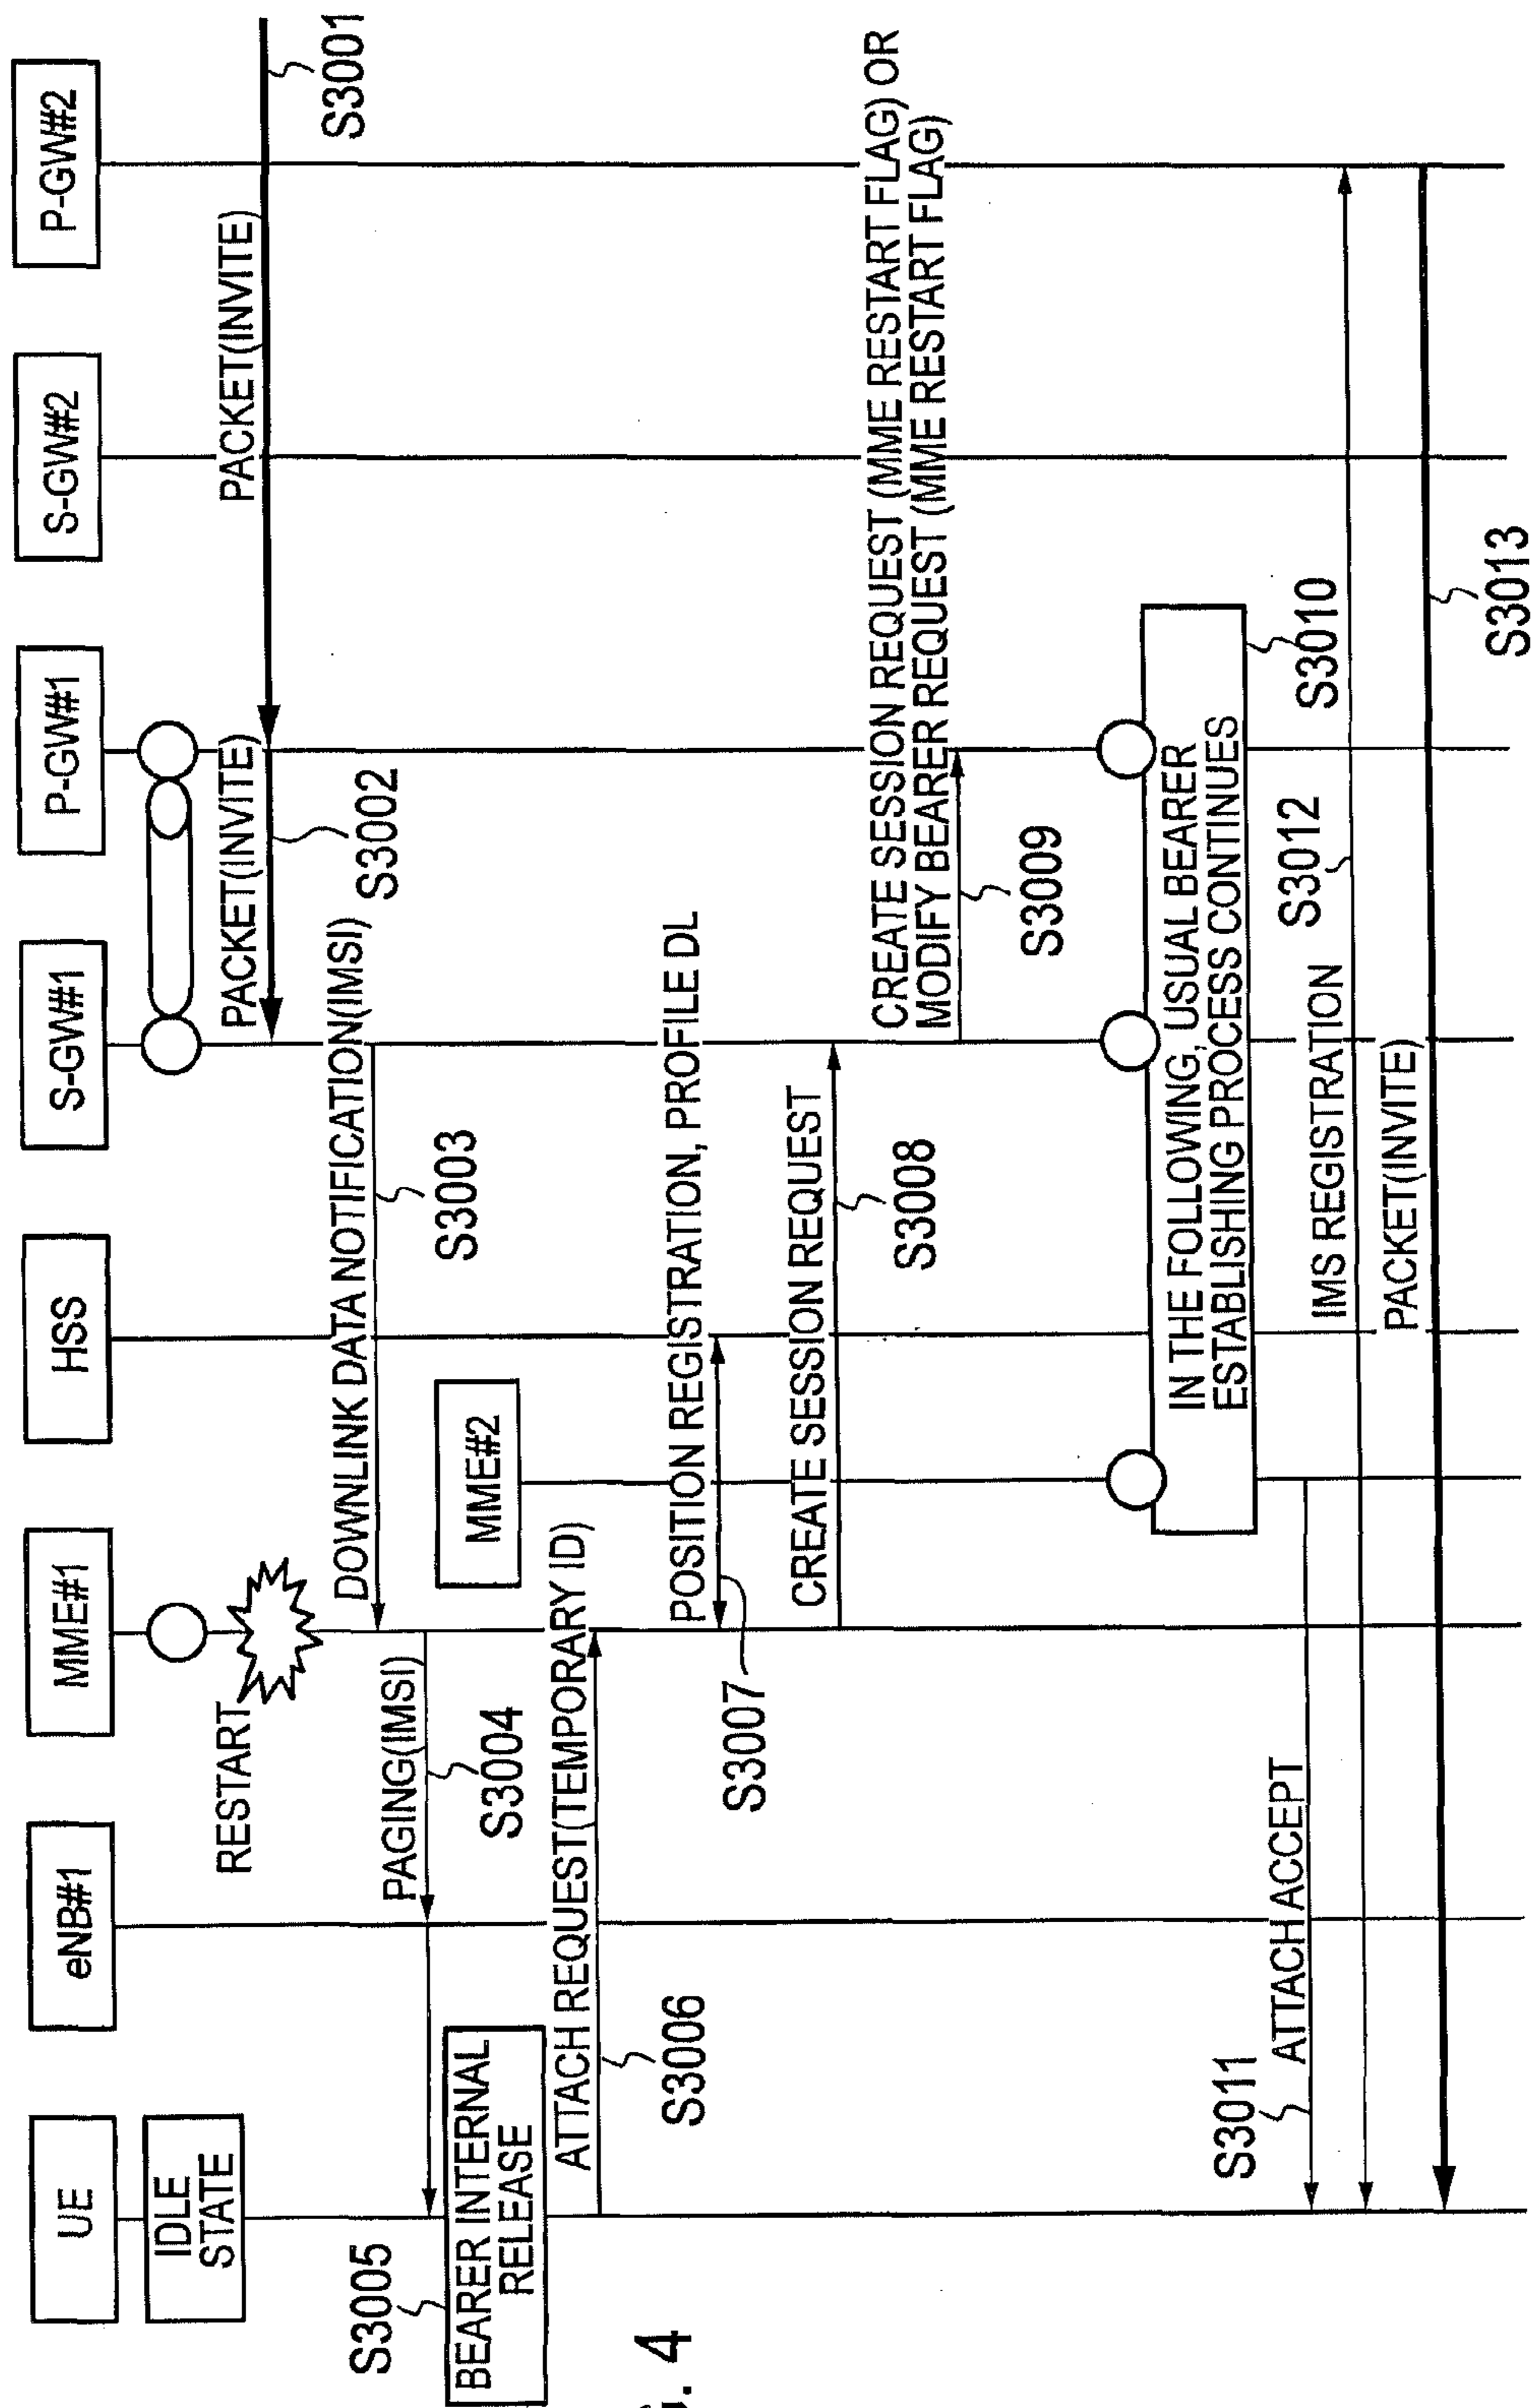 UE
eNB#1
MME#1
HSS
S-GW#1
P-GW#1
S-GW#2
P-GW#2
IDLE
STATE
RESTART
PACKET(INVITE)
S3001
PACKET(INVITE)
S3002
DOWNLINK DATA NOTIFICATION(IMSI)
S3003
PAGING(IMSI)
S3004
MME#2
S3005
BEARER INTERNAL
RELEASE
ATTACH REQUEST(TEMPORARY ID)
S3006
POSITION REGISTRATION, PROFILE DL
S3007
CREATE SESSION REQUEST
S3008
CREATE SESSION REQUEST (MME RESTART FLAG) OR
MODIFY BEARER REQUEST (MME RESTART FLAG)
S3009
IN THE FOLLOWING, USUAL BEARER
ESTABLISHING PROCESS CONTINUES
S3010
S3011
ATTACH ACCEPT
IMS REGISTRATION
S3012
PACKET(INVITE)
S3013
4